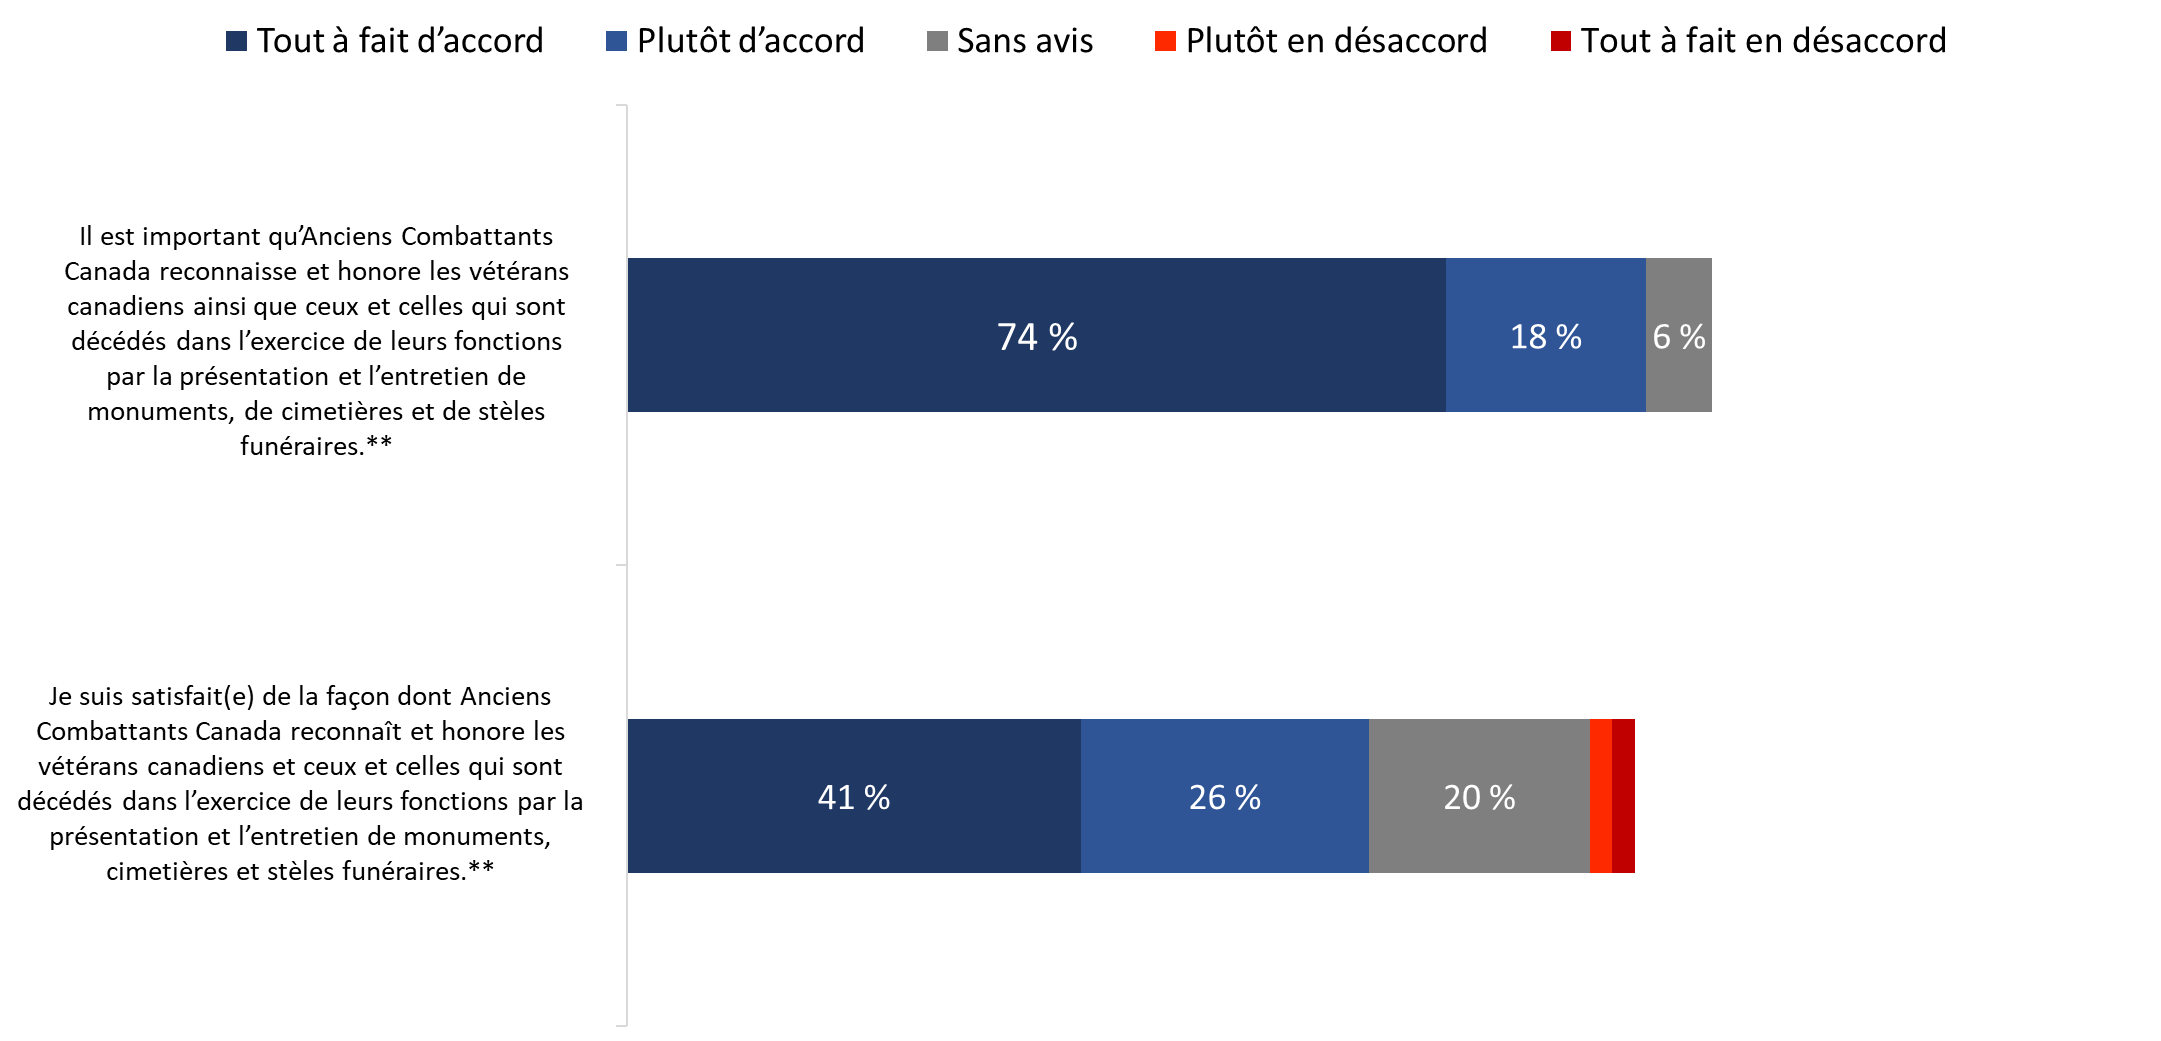 Tout à fait d’accord Plutôt d’accord Sans avis Plutôt en désaccord Tout à fait en désaccord
Il est important qu’Anciens Combattants
Canada reconnaisse et honore les vétérans
canadiens ainsi que ceux et celles qui sont
décédés dans l’exercice de leurs fonctions
par la présentation et l’entretien de
monuments, de cimetières et de stèles
funéraires.**
74 % 18 % 6 %
Je suis satisfait(e) de la façon dont Anciens
Combattants Canada reconnaît et honore les
vétérans canadiens et ceux et celles qui sont
décédés dans l’exercice de leurs fonctions par la
présentation et l’entretien de monuments,
cimetières et stèles funéraires.**
41 % 26 % 20 %